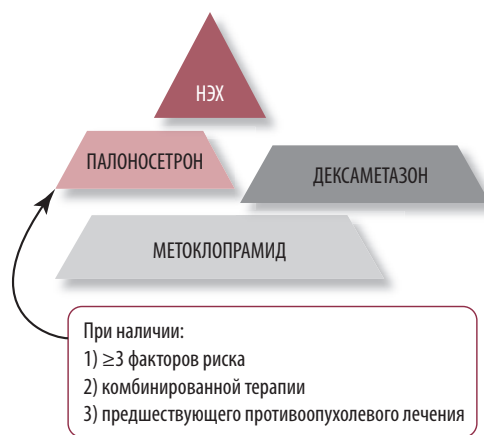 НЭХ
ПАЛОНОСЕТРОН
ДЕКСАМЕТАЗОН
МЕТОКЛОПРАМИД
При наличии:
1) ≥3 факторов риска
2) комбинированной терапии
3) предшествующего противоопухолевого лечения